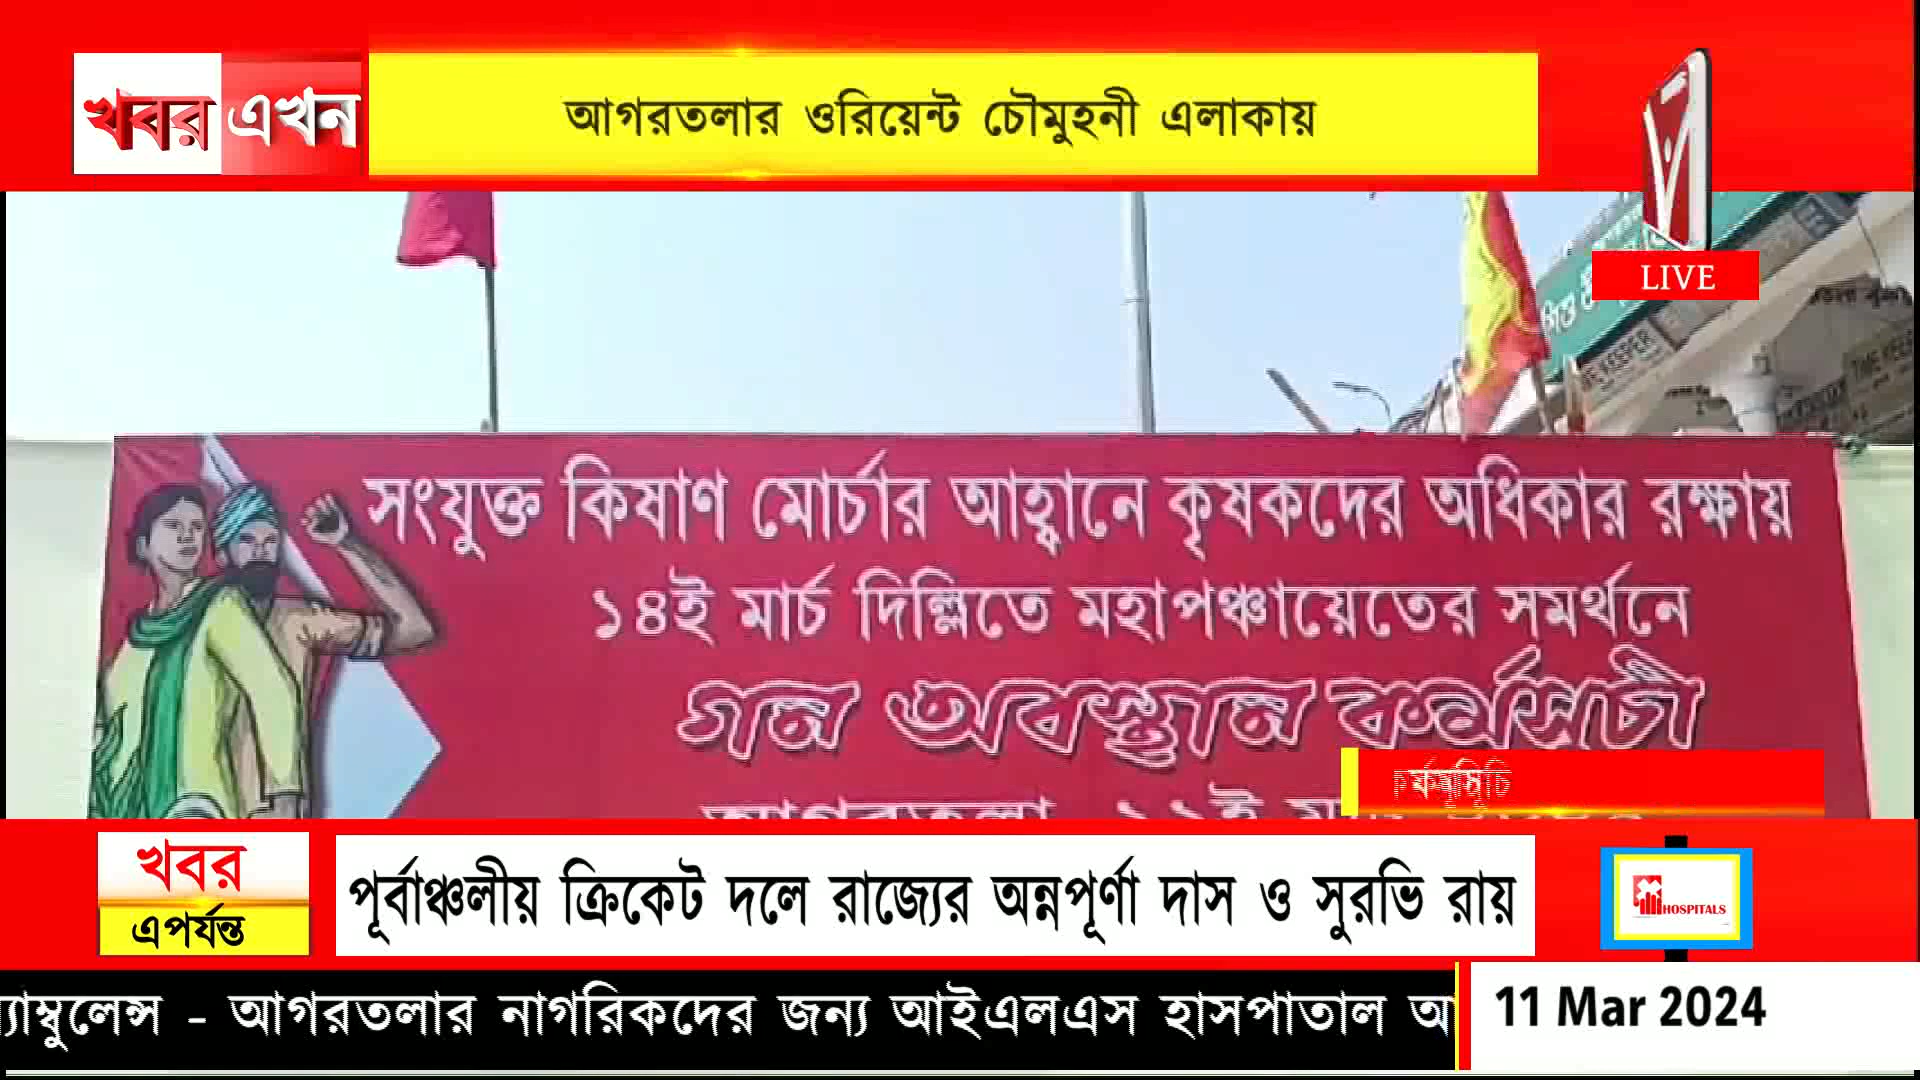 খবর এখন
আগরতলার ওরিয়েন্ট চৌমুহনী এলাকায়
LIVE
সংযুক্ত কিষাণ মোর্চার আহ্বানে কৃষকদের অধিকার রক্ষায়
১৪ই মার্চ দিল্লিতে মহাপঞ্চায়েতের সমর্থনে
গন অবস্থান কর্মসূচী
খবর
এপর্যন্ত
পূর্বাঞ্চলীয় ক্রিকেট দলে রাজ্যের অন্নপূর্ণা দাস ও সুরভি রায়
HOSPITALS
- আগরতলার নাগরিকদের জন্য আইএলএস হাসপাতাল
11 Mar 2024